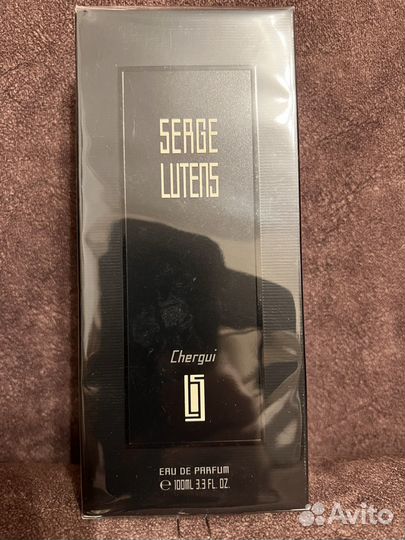 SERGE
LUTENS
Chergui
EAU DE PARFUM
℮ 100ML 3.3 FL. OZ.
Avito